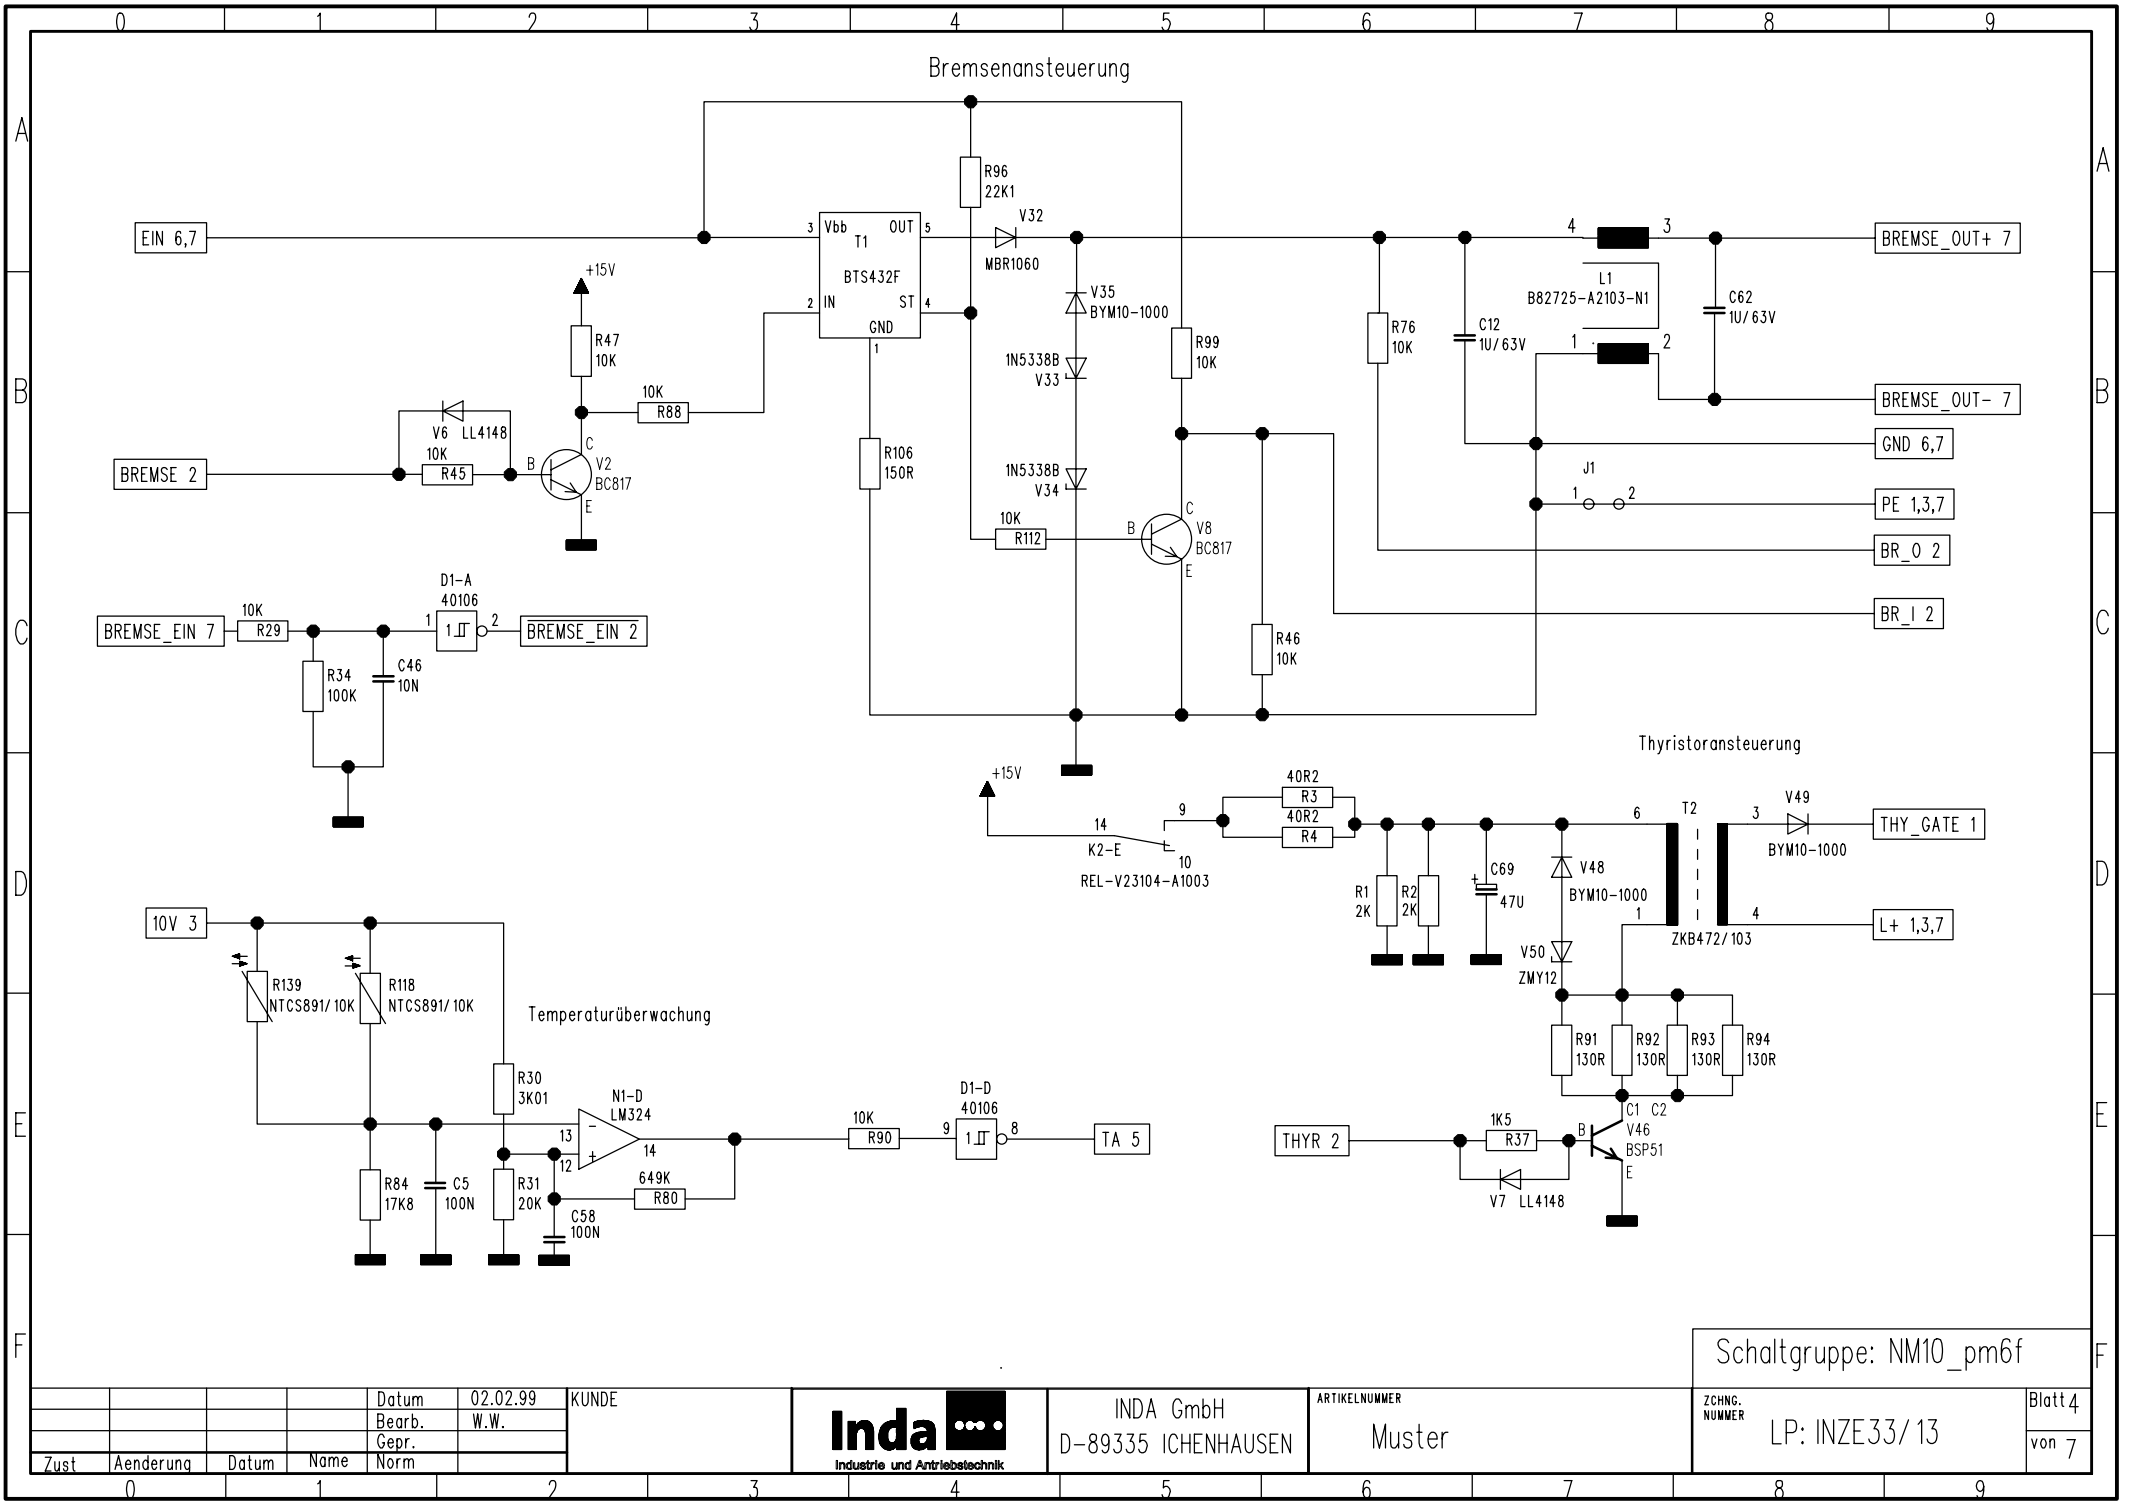 0 1 2 3 4 5 6 7 8 9
Bremsenansteuerung
A
A
R96
22K1
EIN 6,7
3 Vbb OUT 5
T1
BTS432F
2 IN ST 4
GND
1
V32
MBR1060
4 3
L1
B82725-A2103-N1
1 2
BREMSE_OUT+ 7
C62
1U/63V
+15V
R47
10K
V35
BYM10-1000
1N5338B
V33
R99
10K
R76
10K
C12
1U/63V
B
B
10K
R88
BREMSE_OUT- 7
V6 LL4148
10K
R45
BREMSE 2
B
C
V2
BC817
E
R106
150R
1N5338B
V34
GND 6,7
J1
1 2
PE 1,3,7
10K
R112
B
C
V8
BC817
E
BR_O 2
D1-A
40106
BREMSE_EIN 7
10K
R29
1 1 2
BREMSE_EIN 2
BR_I 2
C
C
R34
100K
C46
10N
R46
10K
Thyristoransteuerung
+15V
14
K2-E
9
10
REL-V23104-A1003
40R2
R3
40R2
R4
6
T2
3
V49
BYM10-1000
THY_GATE 1
D
D
R1
2K
R2
2K
+
C69
47U
V48
BYM10-1000
1
4
L+ 1,3,7
ZKB472/103
V50
ZMY12
10V 3
R139
NTCS891/10K
R118
NTCS891/10K
Temperaturüberwachung
R91
130R
R92
130R
R93
130R
R94
130R
R30
3K01
N1-D
LM324
13 -
12 +
14
10K
R90
D1-D
40106
9 1 8
TA 5
E
E
THYR 2
1K5
R37
B
C1 C2
V46
BSP51
E
V7 LL4148
R84
17K8
C5
100N
R31
20K
649K
R80
C58
100N
F
F
Schaltgruppe: NM10_pm6f
Datum 02.02.99
Bearb. W.W.
Gepr.
Zust Aenderung Datum Name Norm
KUNDE
Inda
Industrie und Antriebstechnik
INDA GmbH
D-89335 ICHENHAUSEN
ARTIKELNUMMER
Muster
ZCHNG.
NUMMER
LP: INZE33/13
Blatt 4
von 7
0 1 2 3 4 5 6 7 8 9